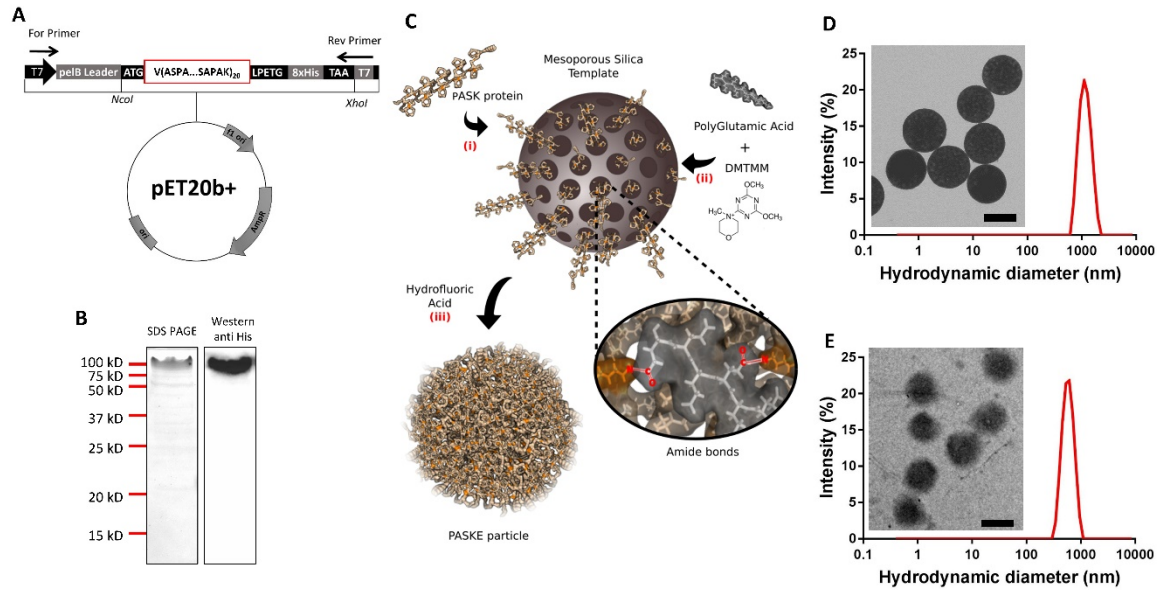 A
For Primer
Rev Primer
T7
pelB Leader
ATG
V(ASPA...SAPAK)20
LPETG
8xHis
TAA
T7
NcoI
XhoI
f1 ori
pET20b+
AmpR
ori
B
SDS PAGE
Western
anti His
100 kD
75 kD
50 kD
37 kD
25 kD
20 kD
15 kD
C
PASK protein
(i)
Mesoporous Silica
Template
PolyGlutamic Acid
+
DMTMM
(ii)
OCH3
H3C
N+
N
N
N
OCH3
O
Hydrofluoric
Acid
(iii)
Amide bonds
PASKE particle
D
Intensity (%)
25
20
15
10
5
0
0.1
1
10
100
1000
10000
Hydrodynamic diameter (nm)
E
Intensity (%)
25
20
15
10
5
0
0.1
1
10
100
1000
10000
Hydrodynamic diameter (nm)